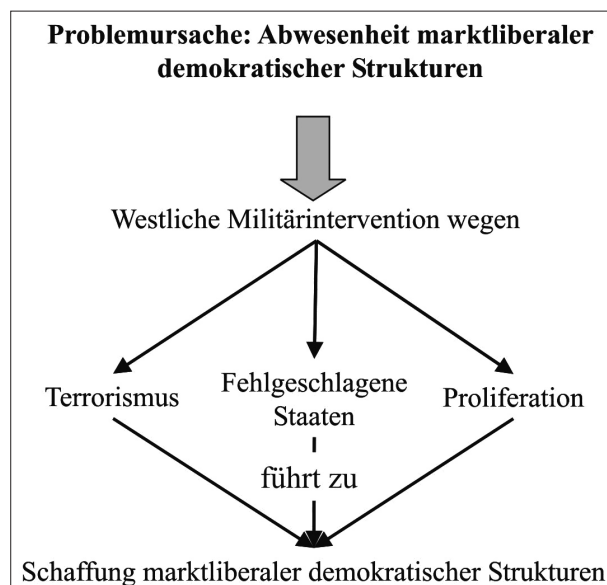 Problemursache: Abwesenheit marktliberaler
demokratischer Strukturen
Westliche Militärintervention wegen
Terrorismus
Fehlgeschlagene
Staaten
Proliferation
führt zu
Schaffung marktliberaler demokratischer Strukturen